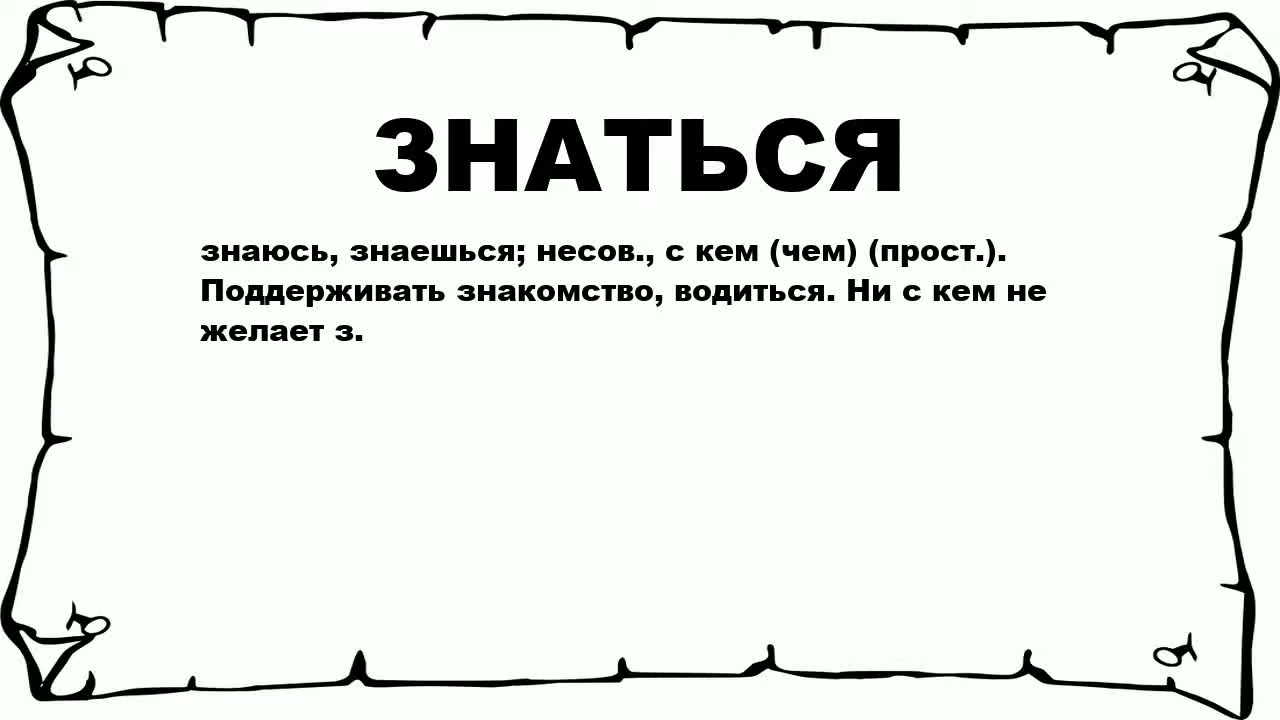 ЗНАТЬСЯ
знаюсь, знаешься; несов., с кем (чем) (прост.).
Поддерживать знакомство, водиться. Ни с кем не
желает з.